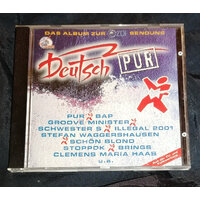 DAS ALBUM ZUR ZDF SENDUNG
Deutsch PUR
PUR BAP
GROOVE MINISTER
SCHWESTER S ILLEGAL 2001
STEFAN WAGGERSHAUSEN
SCHÖN BLOND
STOPPOK BRINGS
CLEMENS MARIA HAAS
u.a.